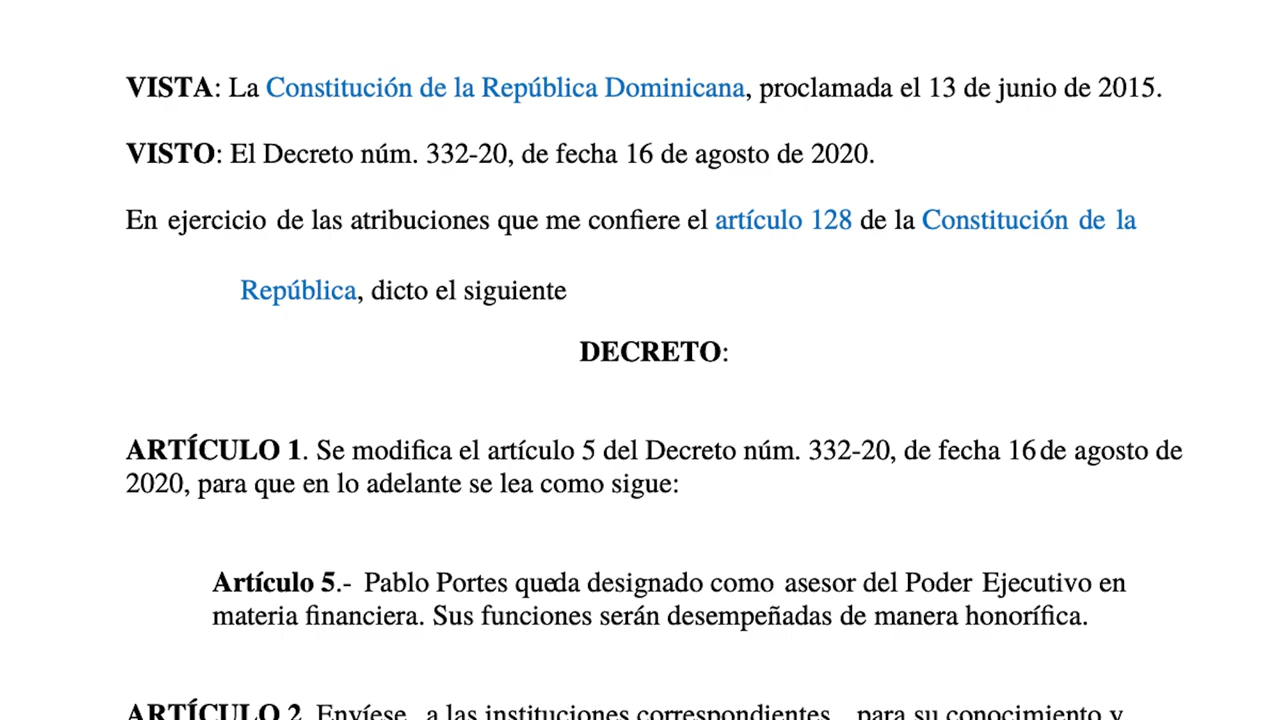 VISTA: La Constitución de la República Dominicana, proclamada el 13 de junio de 2015.
VISTO: El Decreto núm. 332-20, de fecha 16 de agosto de 2020.
En ejercicio de las atribuciones que me confiere el artículo 128 de la Constitución de la
República, dicto el siguiente
DECRETO:
ARTÍCULO 1. Se modifica el artículo 5 del Decreto núm. 332-20, de fecha 16 de agosto de
2020, para que en lo adelante se lea como sigue:
Artículo 5.- Pablo Portes queda designado como asesor del Poder Ejecutivo en
materia financiera. Sus funciones serán desempeñadas de manera honorífica.
ARTÍCULO 2. Envíese a las instituciones correspondientes para su conocimiento y